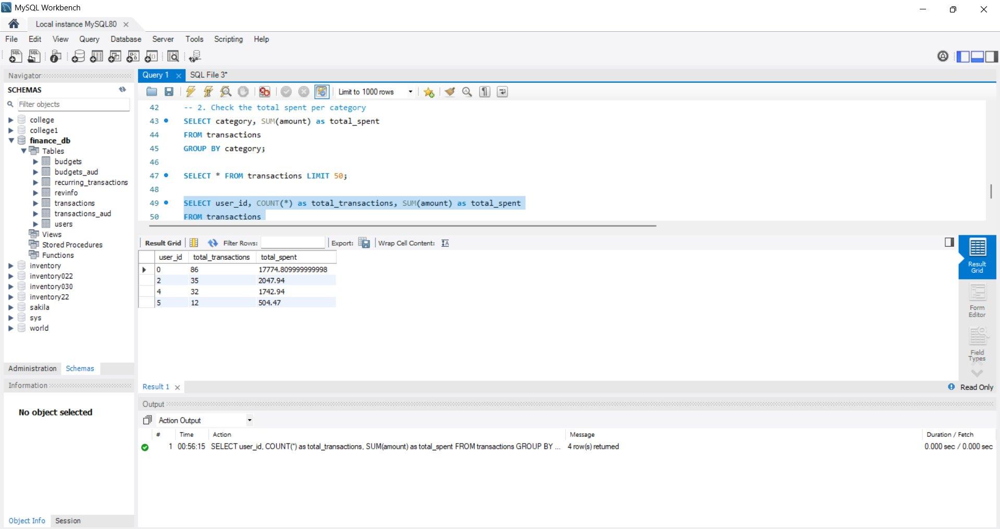 MySQL Workbench
Local instance MySQL80
File Edit View Query Database Server Tools Scripting Help
Navigator
SCHEMAS
Filter objects
college
college1
finance_db
Tables
budgets
budgets_aud
recurring_transactions
revinfo
transactions
transactions_aud
users
Views
Stored Procedures
Functions
inventory
inventory022
inventory030
inventory22
sakila
sys
world
Administration Schemas
Information
No object selected
Object Info Session
Query 1 SQL File 3*
Limit to 1000 rows
42 -- 2. Check the total spent per category
43 SELECT category, SUM(amount) as total_spent
44 FROM transactions
45 GROUP BY category;
46
47 SELECT * FROM transactions LIMIT 50;
48
49 SELECT user_id, COUNT(*) as total_transactions, SUM(amount) as total_spent
50 FROM transactions
Result Grid Filter Rows: Export: Wrap Cell Content:
user_id total_transactions total_spent
0 86 17774.809999999998
2 35 2047.94
4 32 1742.94
5 12 504.47
Result Grid
Form Editor
Field Types
Result 1 Read Only
Output
Action Output
# Time Action Message Duration / Fetch
1 00:56:15 SELECT user_id, COUNT(*) as total_transactions, SUM(amount) as total_spent FROM transactions GROUP BY ... 4 row(s) returned 0.000 sec / 0.000 sec